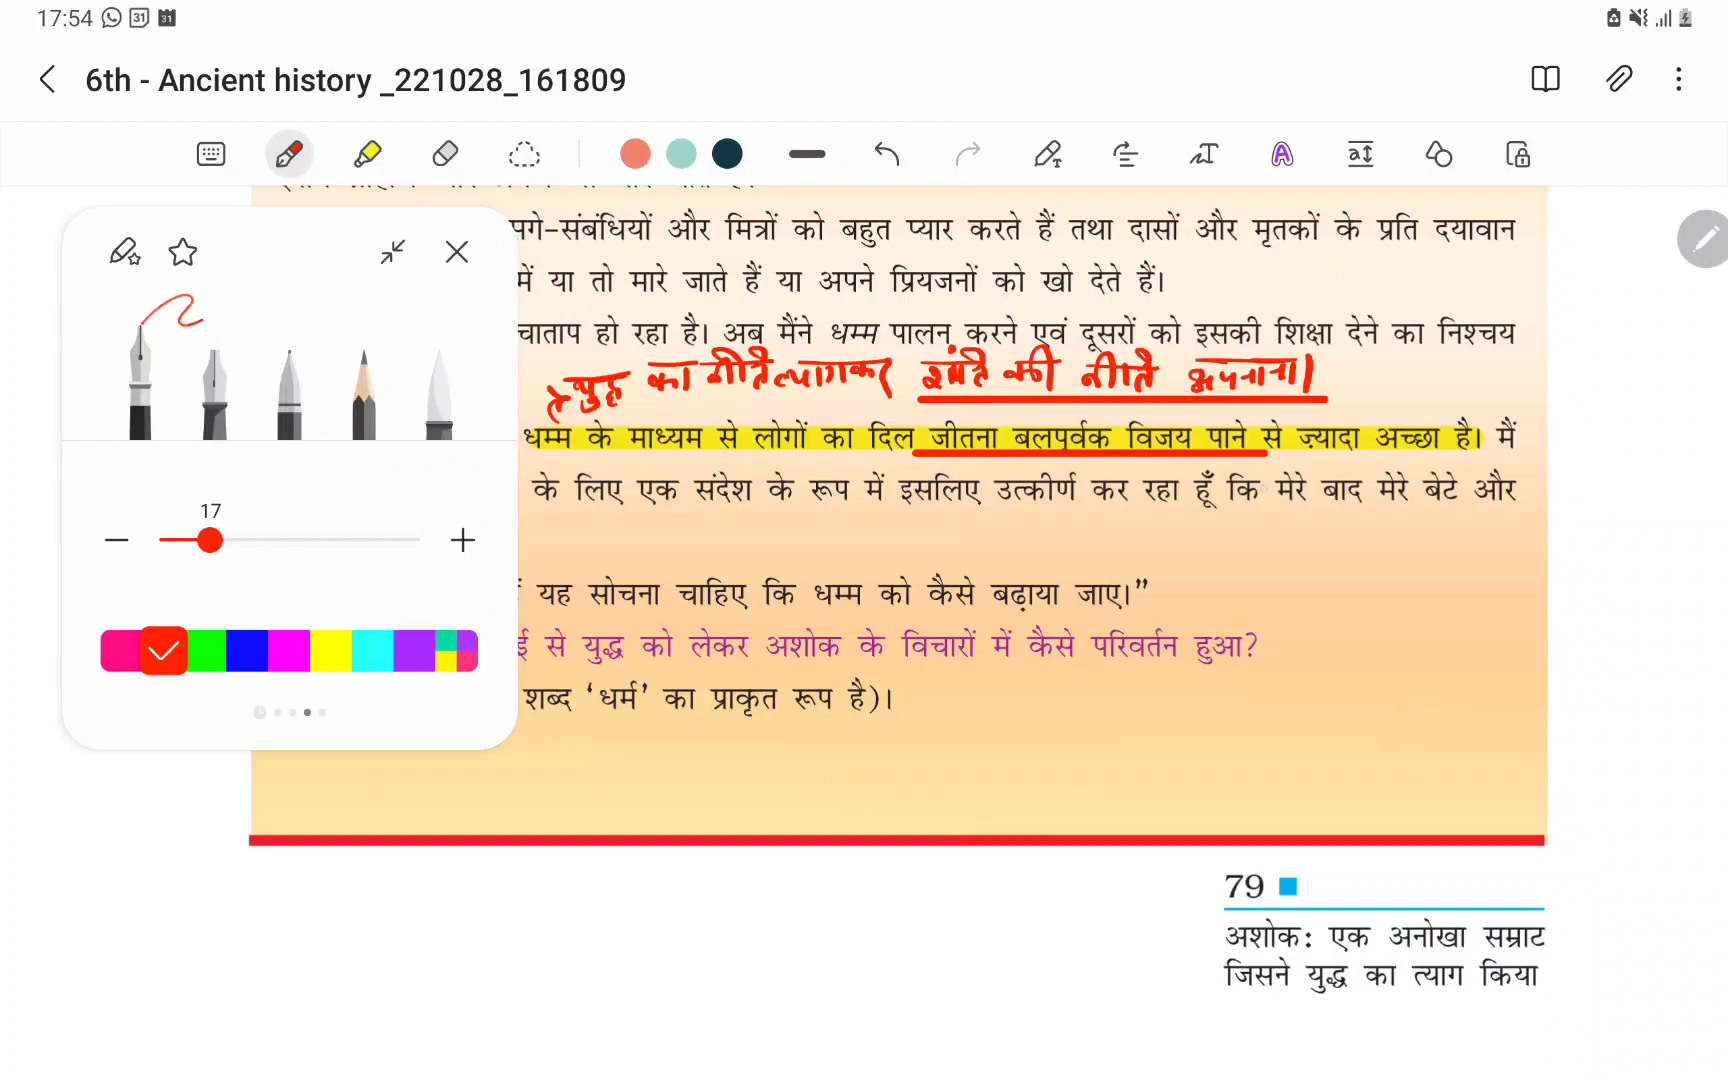 17:54
6th - Ancient history _221028_161809
संबंधियों और मित्रों को बहुत प्यार करते हैं तथा दासों और मृतकों के प्रति दयावान
में या तो मारे जाते हैं या अपने प्रियजनों को खो देते हैं।
चाताप हो रहा है। अब मैंने धम्म पालन करने एवं दूसरों को इसकी शिक्षा देने का निश्चय
का नीति त्यागकर शांति की नीति अपनाना।
धम्म के माध्यम से लोगों का दिल जीतना बलपूर्वक विजय पाने से ज़्यादा अच्छा है। मैं
के लिए एक संदेश के रूप में इसलिए उत्कीर्ण कर रहा हूँ कि मेरे बाद मेरे बेटे और
17
यह सोचना चाहिए कि धम्म को कैसे बढ़ाया जाए।”
ई से युद्ध को लेकर अशोक के विचारों में कैसे परिवर्तन हुआ?
शब्द ‘धर्म’ का प्राकृत रूप है)।
79
अशोक: एक अनोखा सम्राट
जिसने युद्ध का त्याग किया